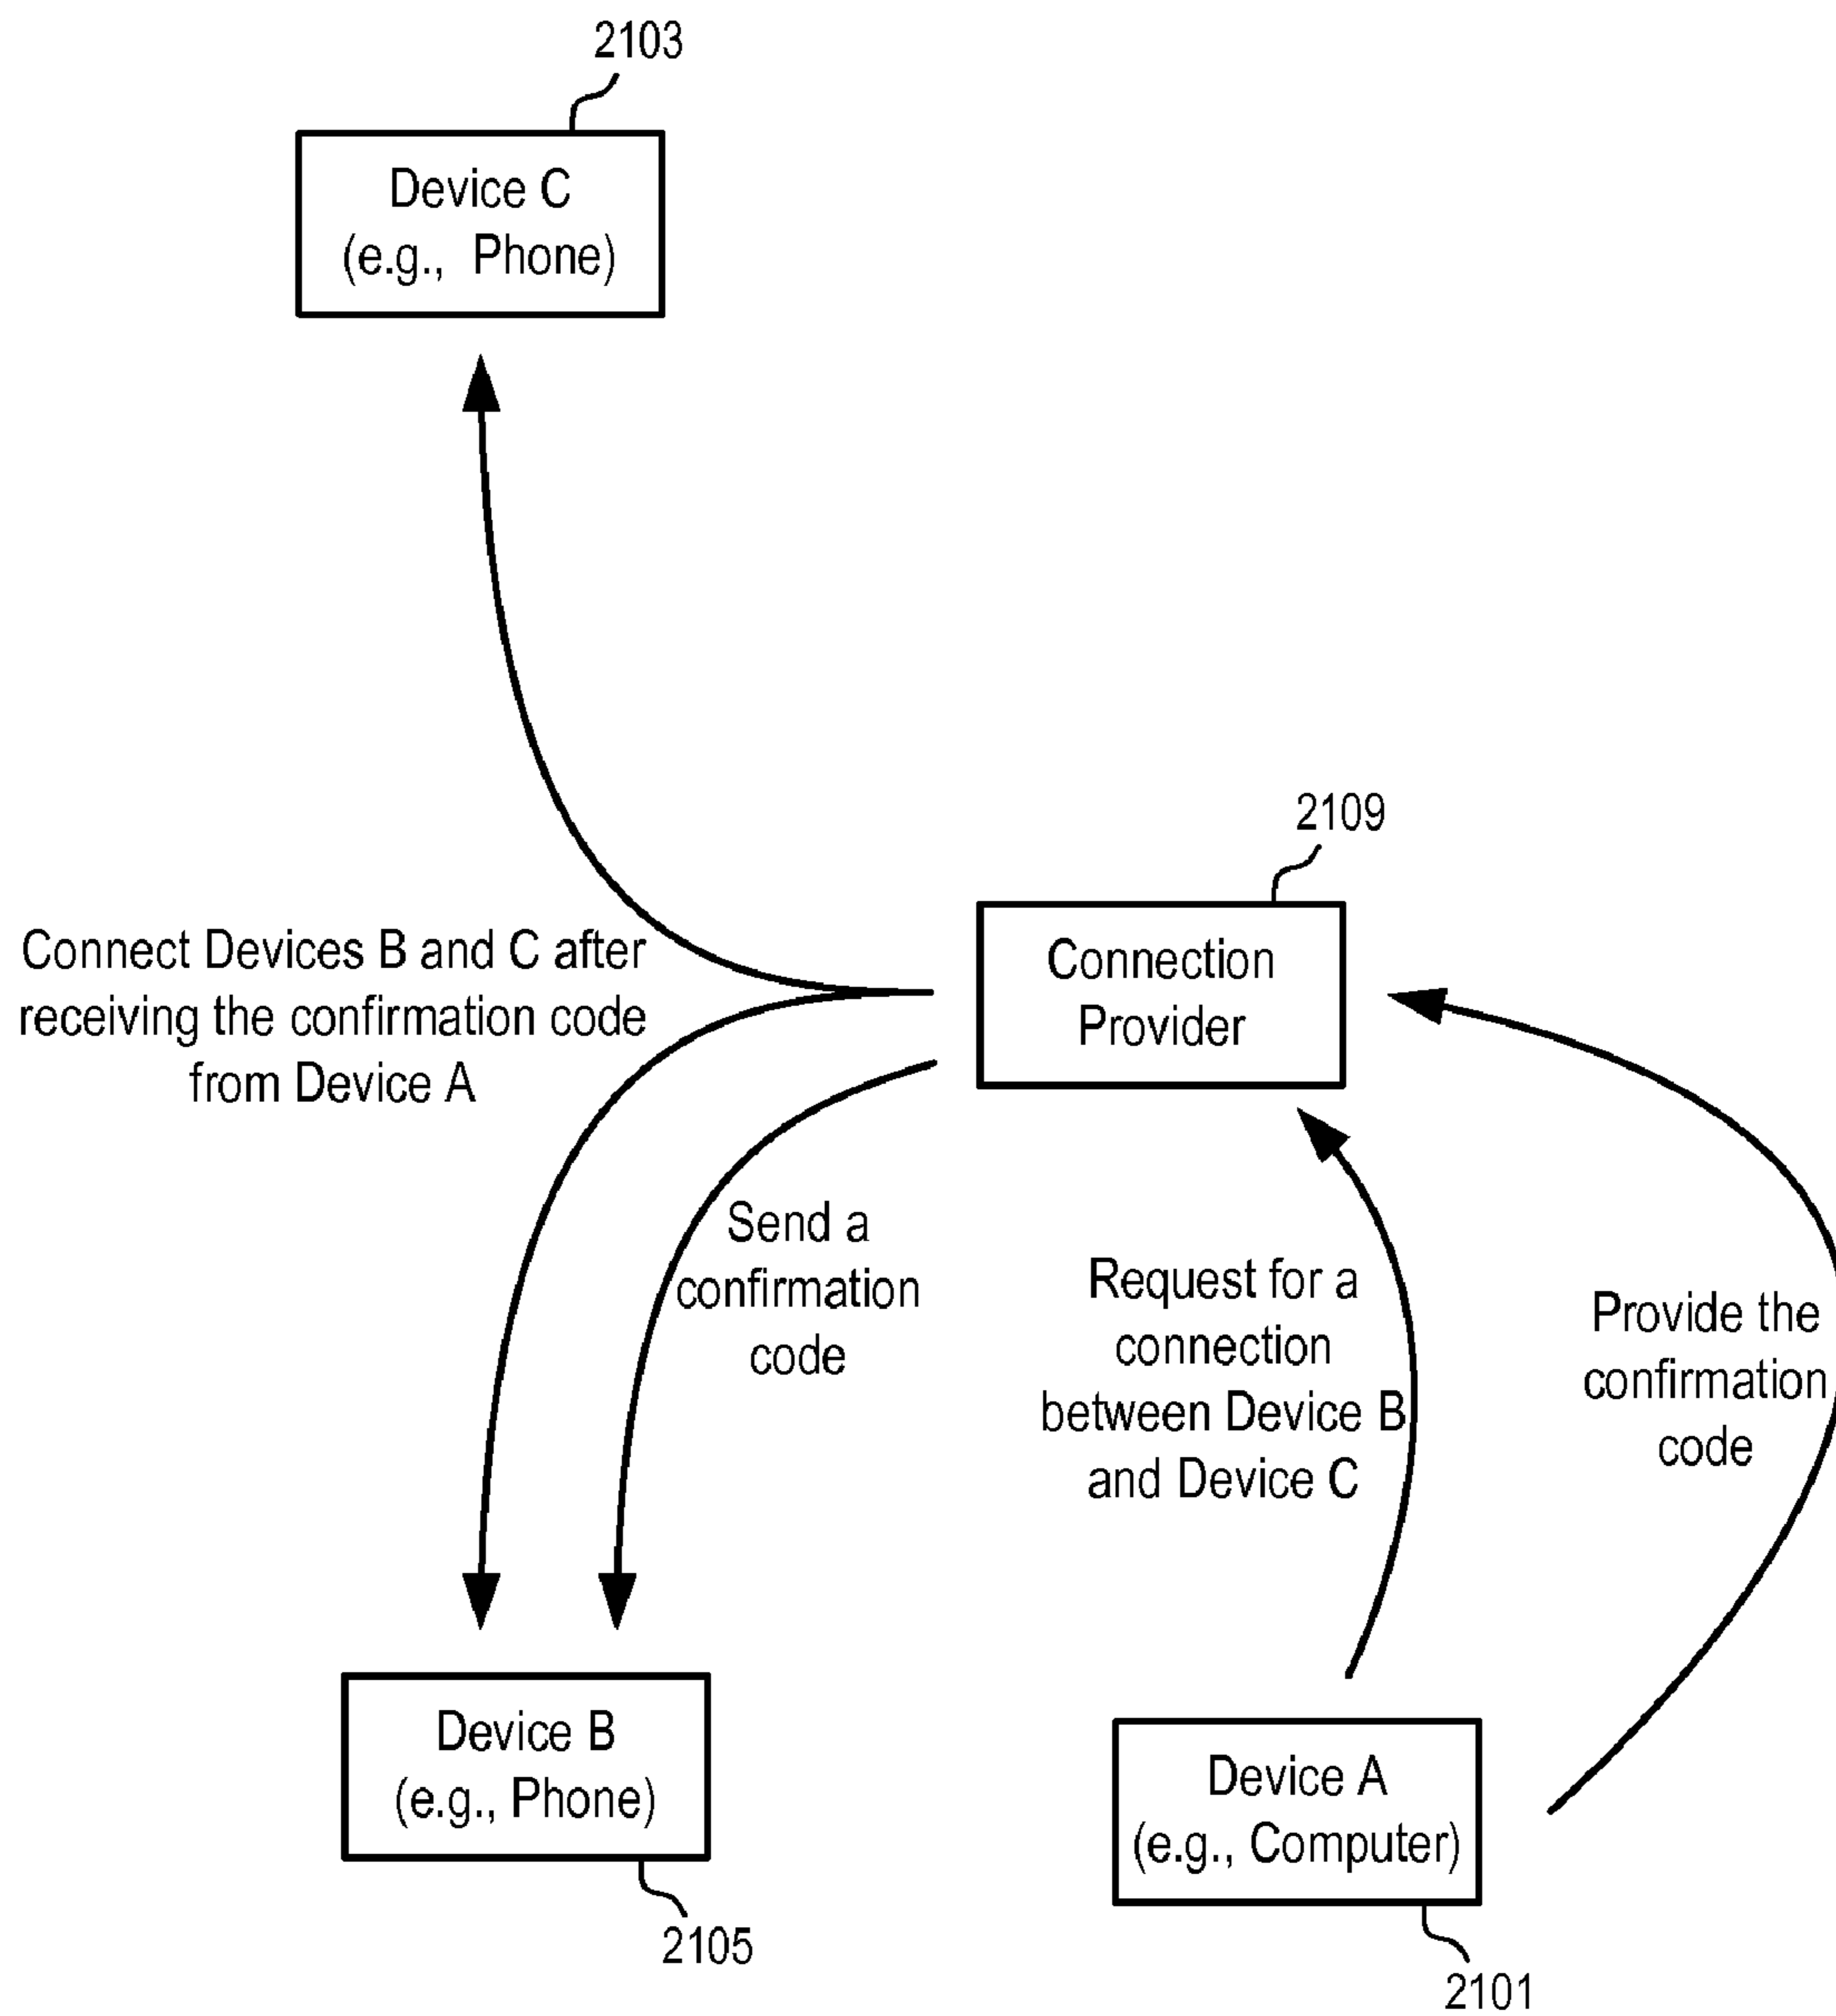 2103
Device C
(e.g., Phone)
2109
Connection
Provider
Connect Devices B and C after
receiving the confirmation code
from Device A
Send a
confirmation
code
Request for a
connection
between Device B
and Device C
Provide the
confirmation
code
Device B
(e.g., Phone)
2105
Device A
(e.g., Computer)
2101